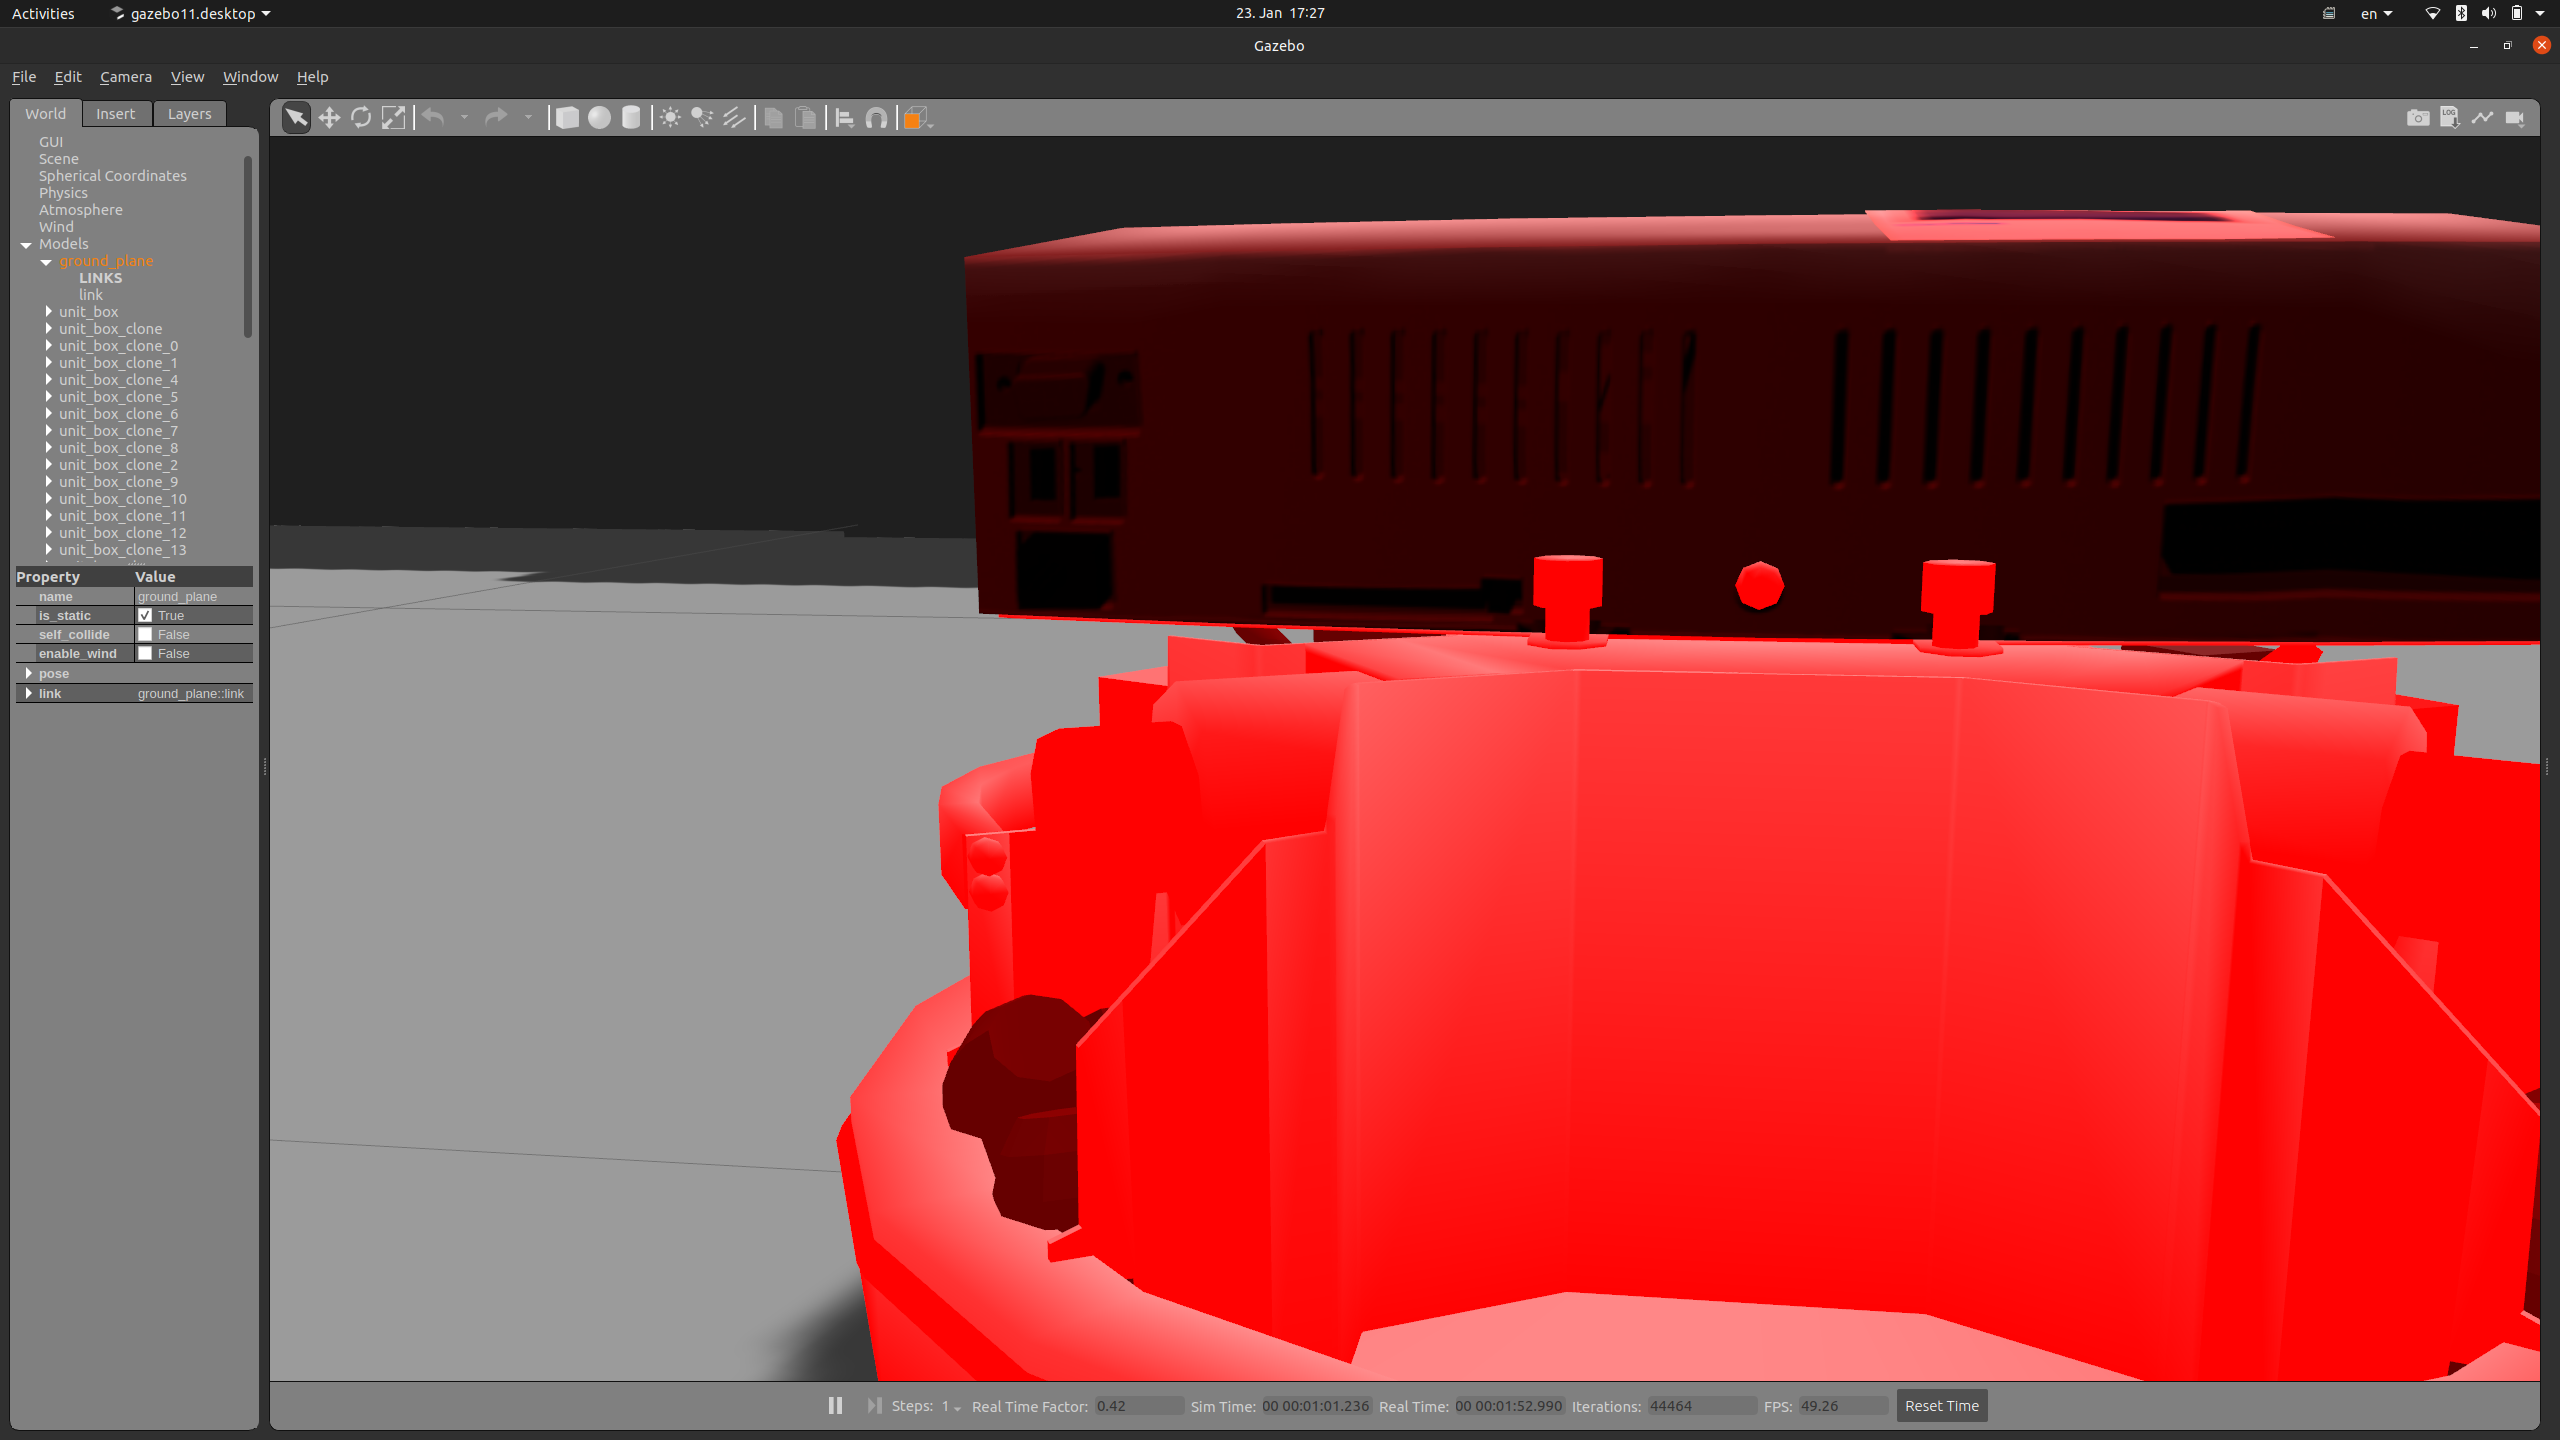 Activities
gazebo11.desktop
23. Jan 17:27
en
Gazebo
File Edit Camera View Window Help
World Insert Layers
GUI
Scene
Spherical Coordinates
Physics
Atmosphere
Wind
Models
ground_plane
LINKS
link
unit_box
unit_box_clone
unit_box_clone_0
unit_box_clone_1
unit_box_clone_4
unit_box_clone_5
unit_box_clone_6
unit_box_clone_7
unit_box_clone_8
unit_box_clone_2
unit_box_clone_9
unit_box_clone_10
unit_box_clone_11
unit_box_clone_12
unit_box_clone_13
Property Value
name ground_plane
is_static True
self_collide False
enable_wind False
pose
link ground_plane::link
LOG
Steps: 1 Real Time Factor: 0.42 Sim Time: 00 00:01:01.236 Real Time: 00 00:01:52.990 Iterations: 44464 FPS: 49.26 Reset Time